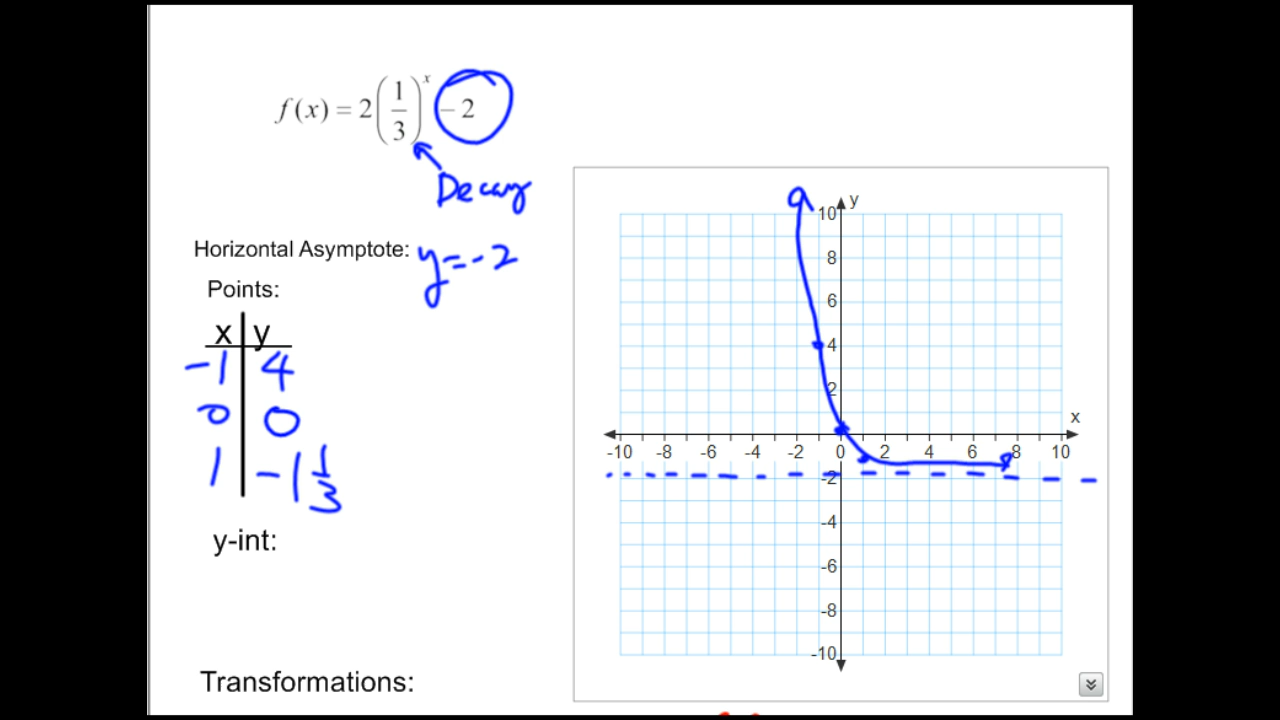 f(x) = 2(1/3)^x - 2
Decay
Horizontal Asymptote: y = -2
Points:
x y
-1 4
0 0
1 -1 1/3
y-int:
Transformations:
y
10
8
6
4
2
x
-10 -8 -6 -4 -2 0 2 4 6 8 10
-2
-4
-6
-8
-10